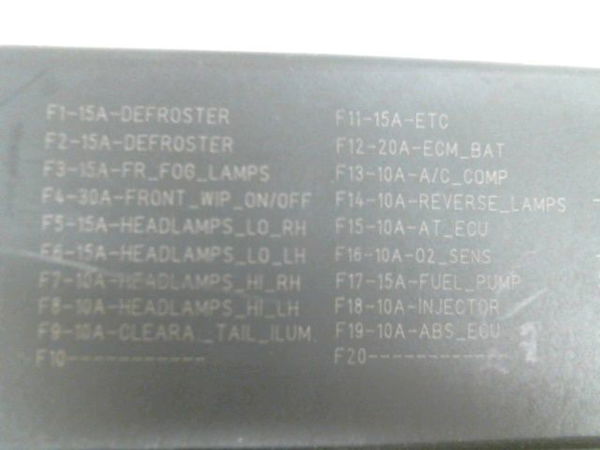 F1-15A-DEFROSTER
F2-15A-DEFROSTER
F3-15A-FR_FOG_LAMPS
F4-30A-FRONT_WIP_ON/OFF
F5-15A-HEADLAMPS_LO_RH
F6-15A-HEADLAMPS_LO_LH
F7-10A-HEADLAMPS_HI_RH
F8-10A-HEADLAMPS_HI_LH
F9-10A-CLEARA._TAIL_ILUM.
F10------------
F11-15A-ETC
F12-20A-ECM_BAT
F13-10A-A/C_COMP
F14-10A-REVERSE_LAMPS
F15-10A-AT_ECU
F16-10A-O2_SENS
F17-15A-FUEL_PUMP
F18-10A-INJECTOR
F19-10A-ABS_ECU
F20------------